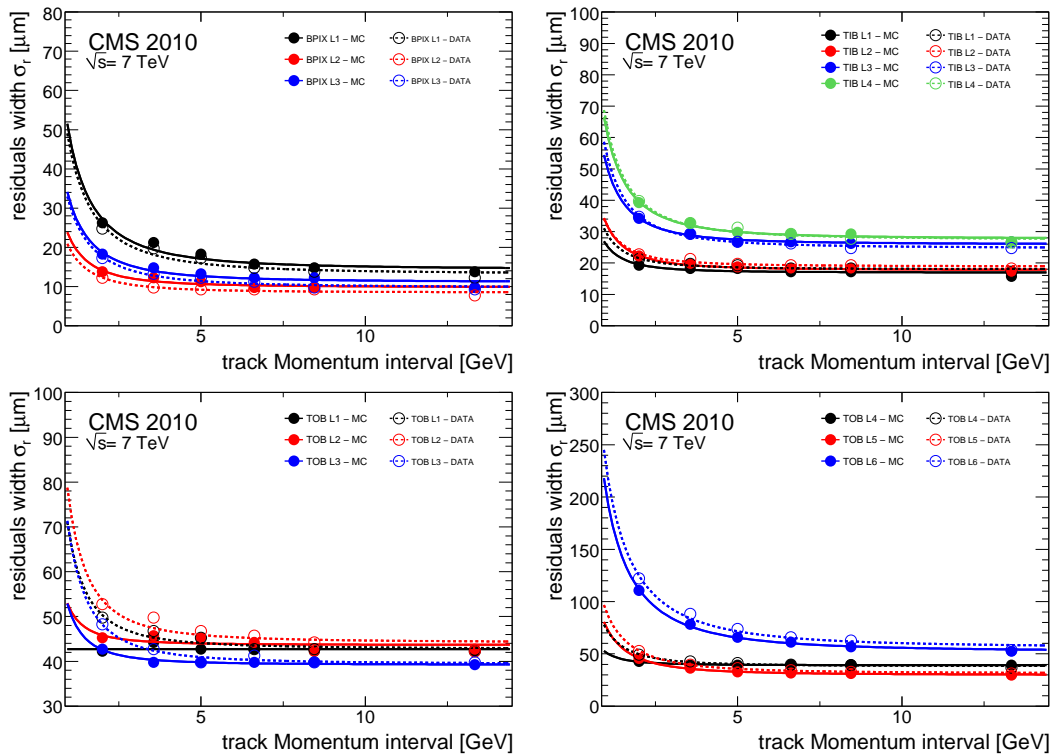 residuals width σr [μm]
80
70
60
50
40
30
20
10
0
CMS 2010
√s= 7 TeV
BPIX L1 – MC
BPIX L1 – DATA
BPIX L2 – MC
BPIX L2 – DATA
BPIX L3 – MC
BPIX L3 – DATA
5
10
track Momentum interval [GeV]
residuals width σr [μm]
100
90
80
70
60
50
40
30
20
10
0
CMS 2010
√s= 7 TeV
TIB L1 – MC
TIB L1 – DATA
TIB L2 – MC
TIB L2 – DATA
TIB L3 – MC
TIB L3 – DATA
TIB L4 – MC
TIB L4 – DATA
5
10
track Momentum interval [GeV]
residuals width σr [μm]
100
90
80
70
60
50
40
30
CMS 2010
√s= 7 TeV
TOB L1 – MC
TOB L1 – DATA
TOB L2 – MC
TOB L2 – DATA
TOB L3 – MC
TOB L3 – DATA
5
10
track Momentum interval [GeV]
residuals width σr [μm]
300
250
200
150
100
50
0
CMS 2010
√s= 7 TeV
TOB L4 – MC
TOB L4 – DATA
TOB L5 – MC
TOB L5 – DATA
TOB L6 – MC
TOB L6 – DATA
5
10
track Momentum interval [GeV]